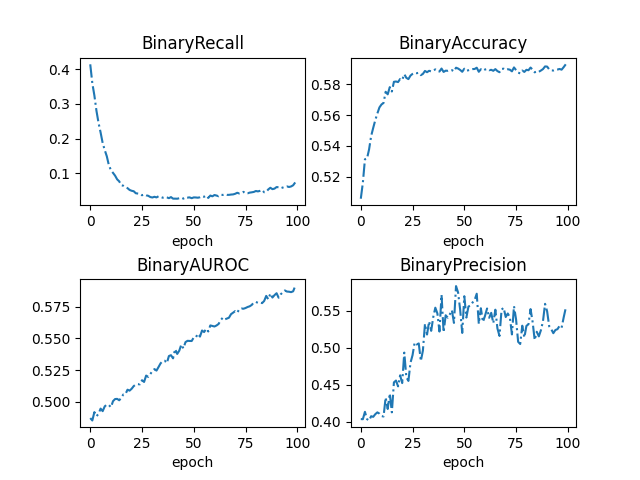 BinaryRecall
0.4
0.3
0.2
0.1
0 25 50 75 100
epoch
BinaryAccuracy
0.58
0.56
0.54
0.52
0 25 50 75 100
epoch
BinaryAUROC
0.575
0.550
0.525
0.500
0 25 50 75 100
epoch
BinaryPrecision
0.55
0.50
0.45
0.40
0 25 50 75 100
epoch